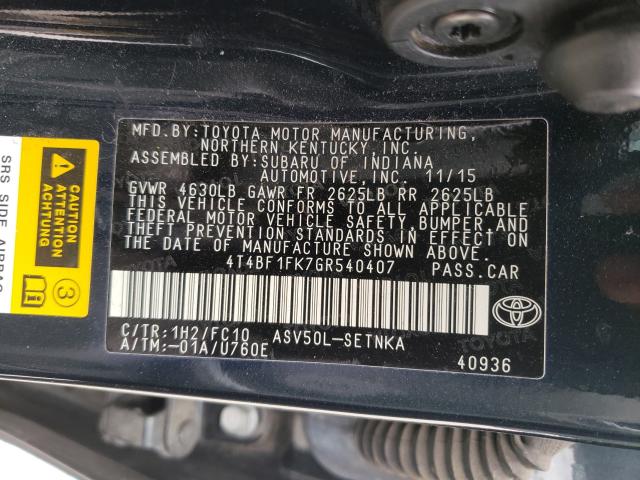 MFD.BY:TOYOTA MOTOR MANUFACTURING,
NORTHERN KENTUCKY,INC.
ASSEMBLED BY:SUBARU OF INDIANA
AUTOMOTIVE,INC. 11/15
GVWR 4630LB GAWR FR 2625LB RR 2625LB
THIS VEHICLE CONFORMS TO ALL APPLICABLE
FEDERAL MOTOR VEHICLE SAFETY,BUMPER,AND
THEFT PREVENTION STANDARDS IN EFFECT ON
THE DATE OF MANUFACTURE SHOWN ABOVE.
4T4BF1FK7GR540407 PASS.CAR
C/TR:1H2/FC10 ASV50L-SETNKA
A/TM:-01A/U760E
40936
SRS SIDE AIRBAG
3